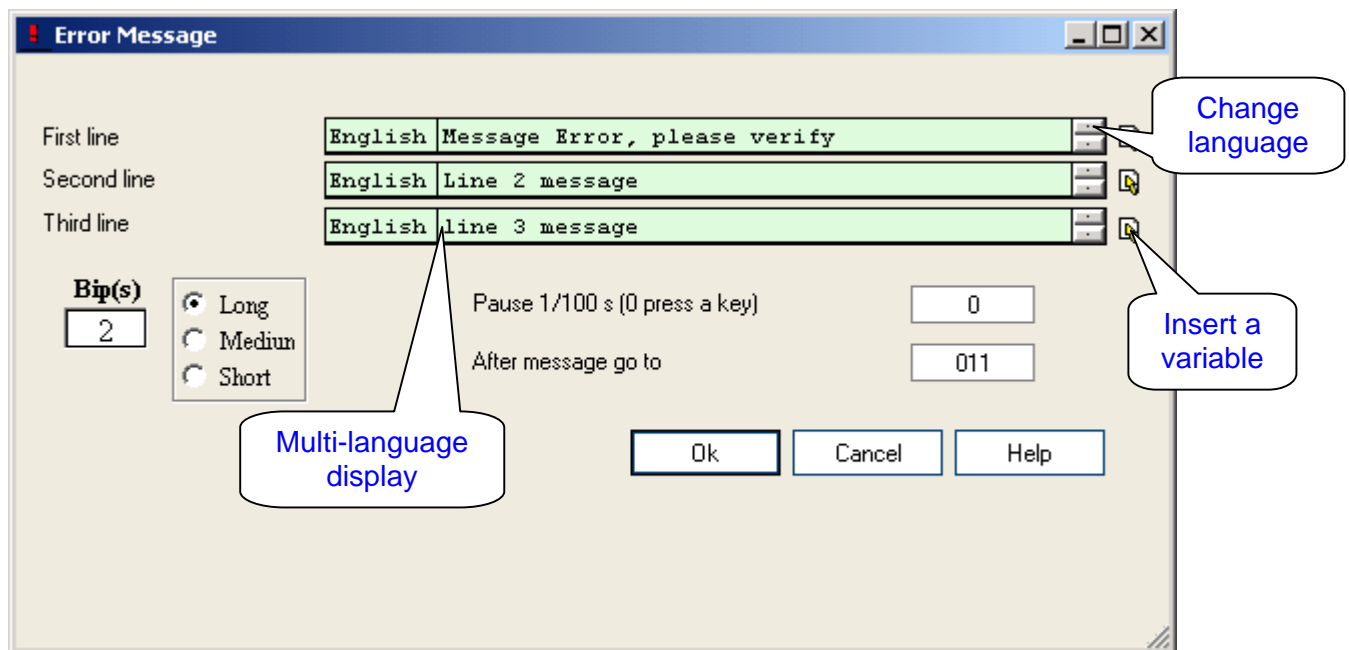 Error Message
Change
language
First line English Message Error, please verify
Second line English Line 2 message
Third line English line 3 message
Bip(s)
2
Long
Mediun
Short
Pause 1/100 s (0 press a key) 0
After message go to 011
Insert a
variable
Multi-language
display
Ok Cancel Help